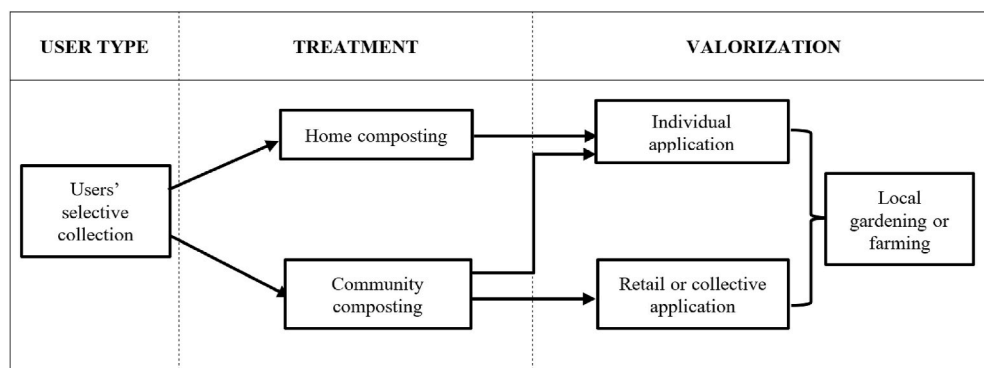 USER TYPE
TREATMENT
VALORIZATION
Users’
selective
collection
Home composting
Community
composting
Individual
application
Retail or collective
application
Local
gardening or
farming